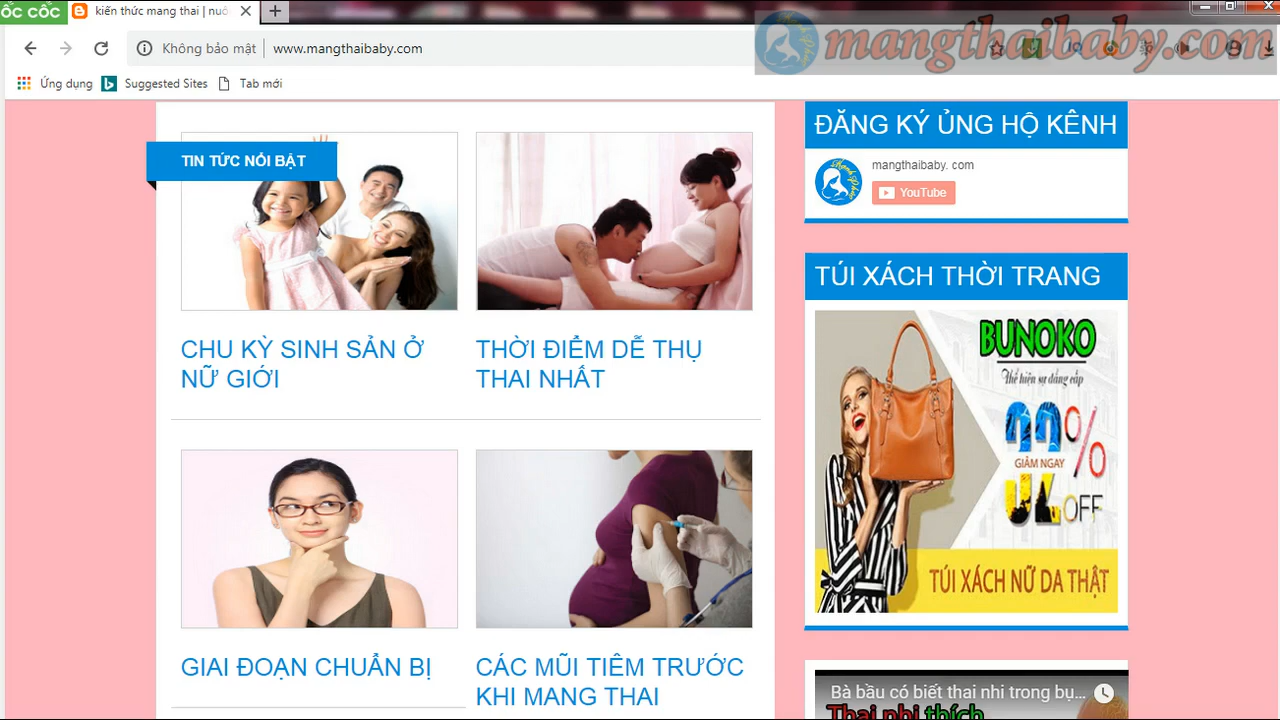 ốc cốc
kiến thức mang thai | nuô
Không bảo mật
www.mangthaibaby.com
mangthaibaby.com
Ứng dụng
Suggested Sites
Tab mới
TIN TỨC NỔI BẬT
CHU KỲ SINH SẢN Ở
NỮ GIỚI
THỜI ĐIỂM DỄ THỤ
THAI NHẤT
GIAI ĐOẠN CHUẨN BỊ
CÁC MŨI TIÊM TRƯỚC
KHI MANG THAI
ĐĂNG KÝ ỦNG HỘ KÊNH
mangthaibaby. com
YouTube
TÚI XÁCH THỜI TRANG
BUNOKO
Thể hiện sự đẳng cấp
%
GIẢM NGAY
OFF
TÚI XÁCH NỮ DA THẬT
Bà bầu có biết thai nhi trong bụ...
Thai nhi thích